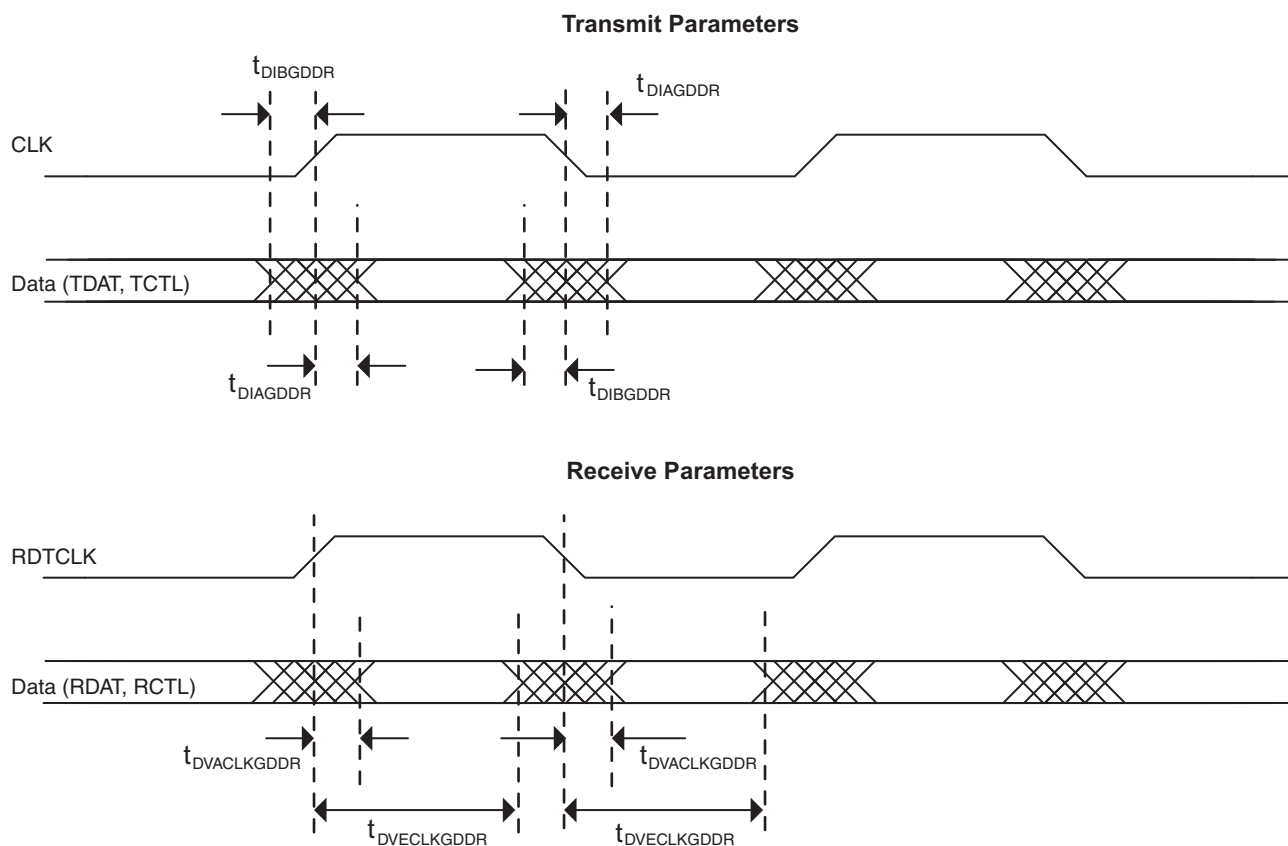 Transmit Parameters
tDIBGDDR
tDIAGDDR
CLK
Data (TDAT, TCTL)
tDIAGDDR
tDIBGDDR
Receive Parameters
RDTCLK
Data (RDAT, RCTL)
tDVACLKGDDR
tDVACLKGDDR
tDVECLKGDDR
tDVECLKGDDR